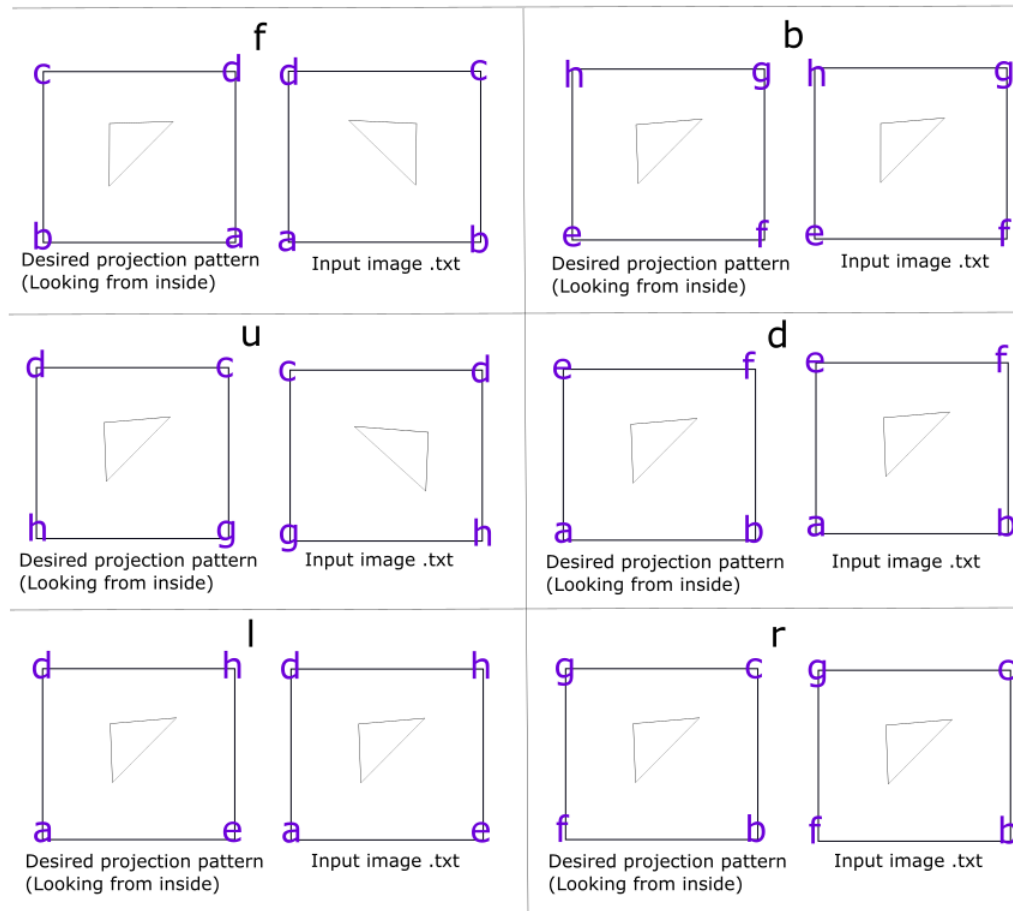 f
c d d c
b a a b
Desired projection pattern Input image .txt
(Looking from inside)
b
h g h g
e f e f
Desired projection pattern Input image .txt
(Looking from inside)
u
d c c d
h g g h
Desired projection pattern Input image .txt
(Looking from inside)
d
e f e f
a b a b
Desired projection pattern Input image .txt
(Looking from inside)
l
d h d h
a e a e
Desired projection pattern Input image .txt
(Looking from inside)
r
g c g c
f b f b
Desired projection pattern Input image .txt
(Looking from inside)